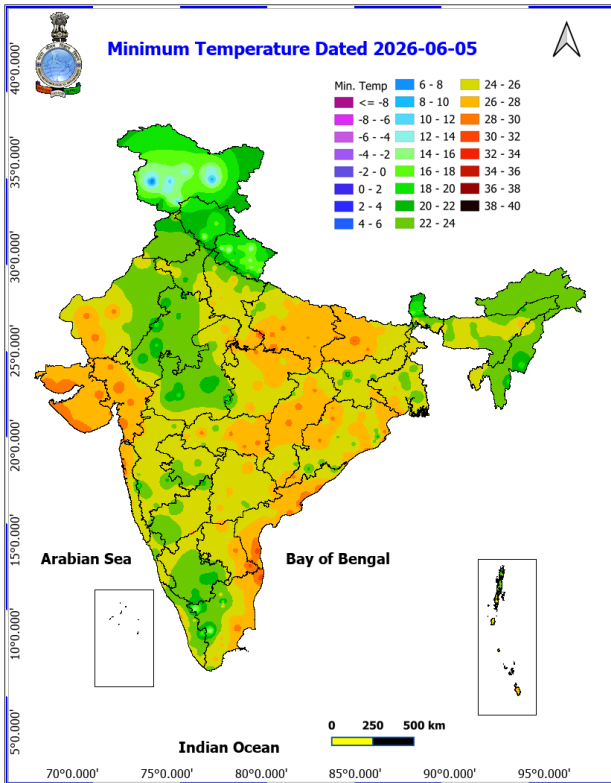 Minimum Temperature Dated 2026-06-05
Min. Temp
<= -8
-8 - -6
-6 - -4
-4 - -2
-2 - 0
0 - 2
2 - 4
4 - 6
6 - 8
8 - 10
10 - 12
12 - 14
14 - 16
16 - 18
18 - 20
20 - 22
22 - 24
24 - 26
26 - 28
28 - 30
30 - 32
32 - 34
34 - 36
36 - 38
38 - 40
40°0.000'
35°0.000'
30°0.000'
25°0.000'
20°0.000'
15°0.000'
10°0.000'
5°0.000'
Arabian Sea
Bay of Bengal
0 250 500 km
Indian Ocean
70°0.000' 75°0.000' 80°0.000' 85°0.000' 90°0.000' 95°0.000'